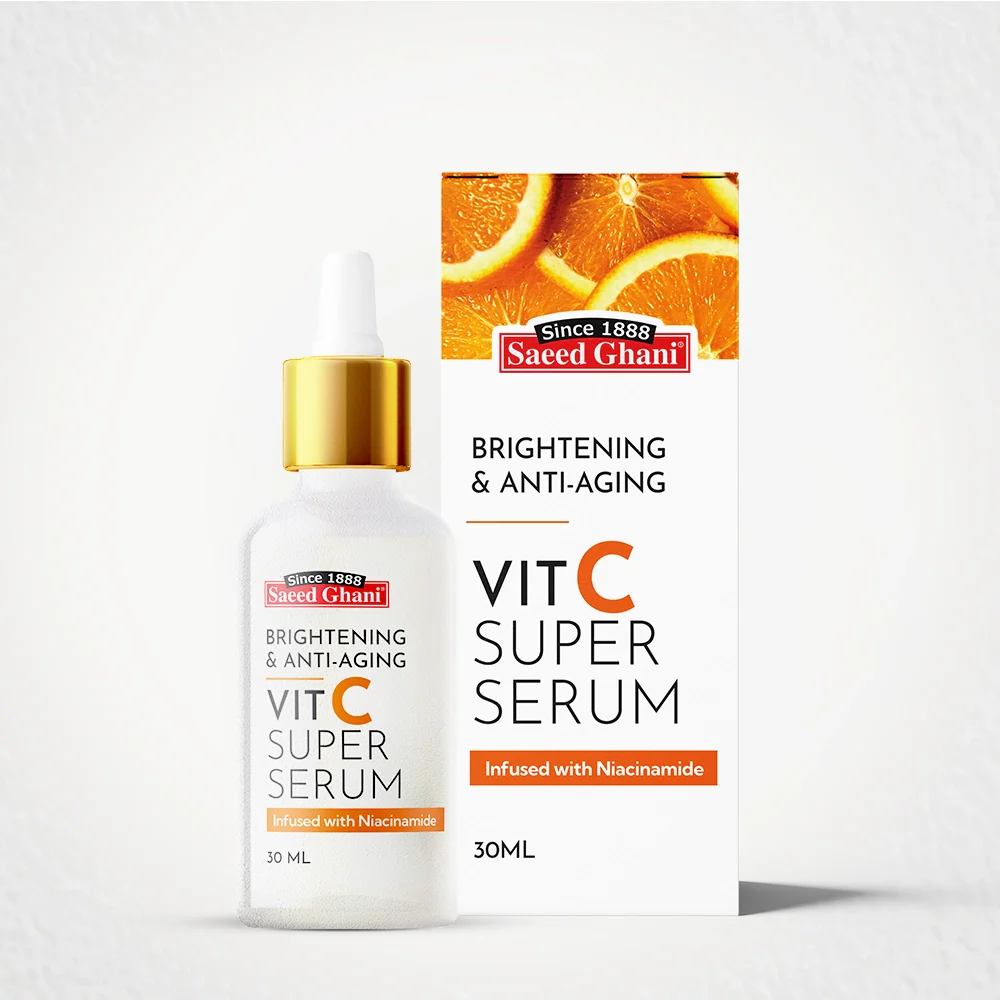 Since 1888
Saeed Ghani®
BRIGHTENING
& ANTI-AGING
VIT C
SUPER
SERUM
Infused with Niacinamide
30 ML
Since 1888
Saeed Ghani®
BRIGHTENING
& ANTI-AGING
VIT C
SUPER
SERUM
Infused with Niacinamide
30ML